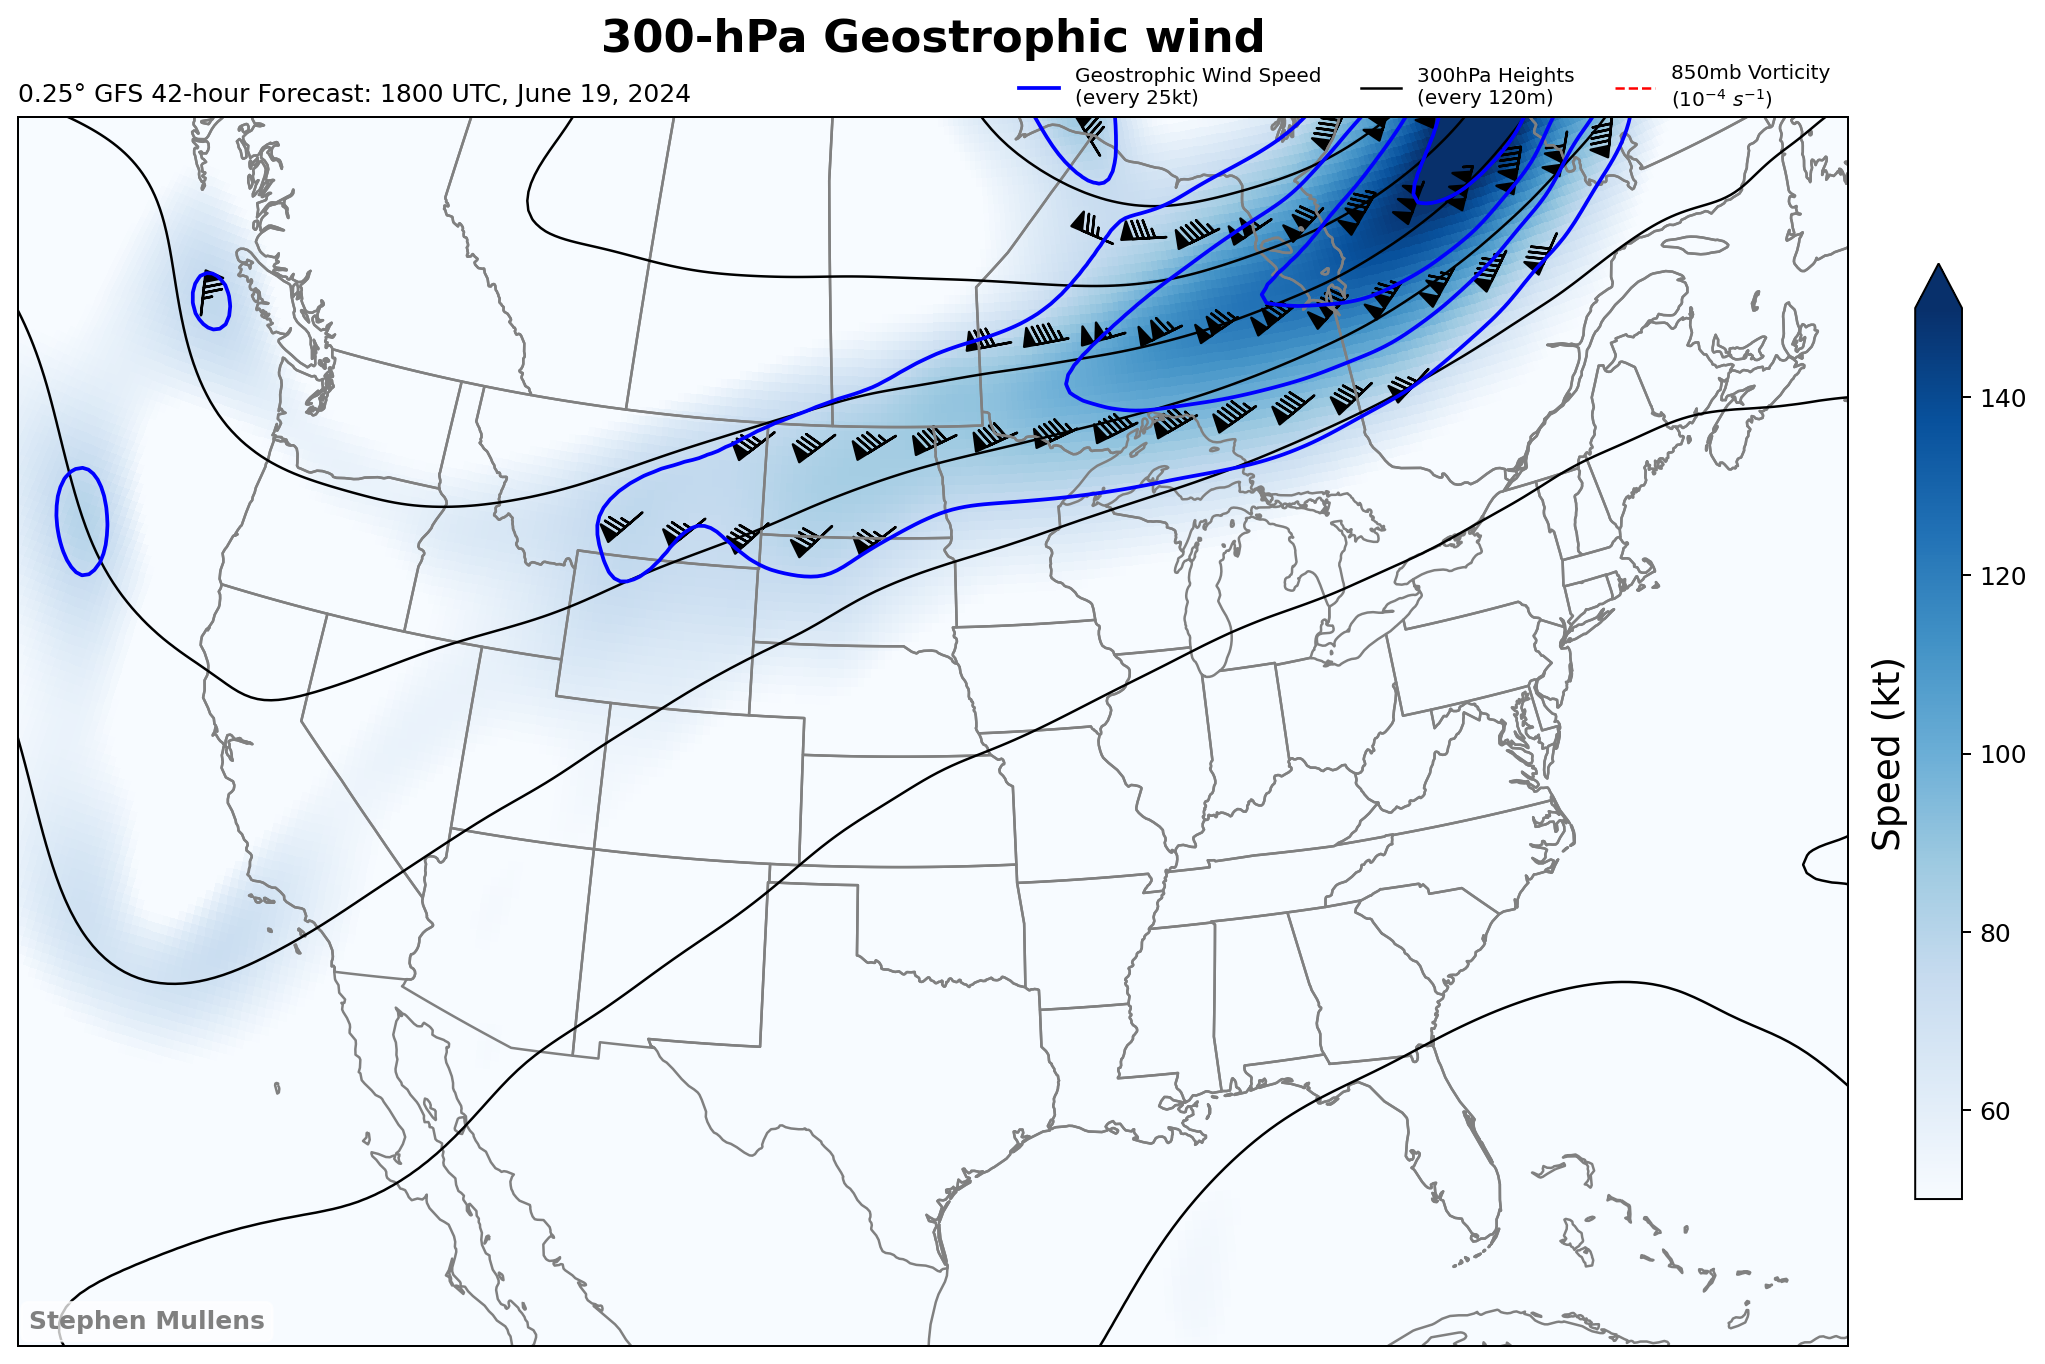 300-hPa Geostrophic wind
0.25° GFS 42-hour Forecast: 1800 UTC, June 19, 2024
Geostrophic Wind Speed
(every 25kt)
300hPa Heights
(every 120m)
850mb Vorticity
(10⁻⁴ s⁻¹)
140
120
100
80
60
Speed (kt)
Stephen Mullens